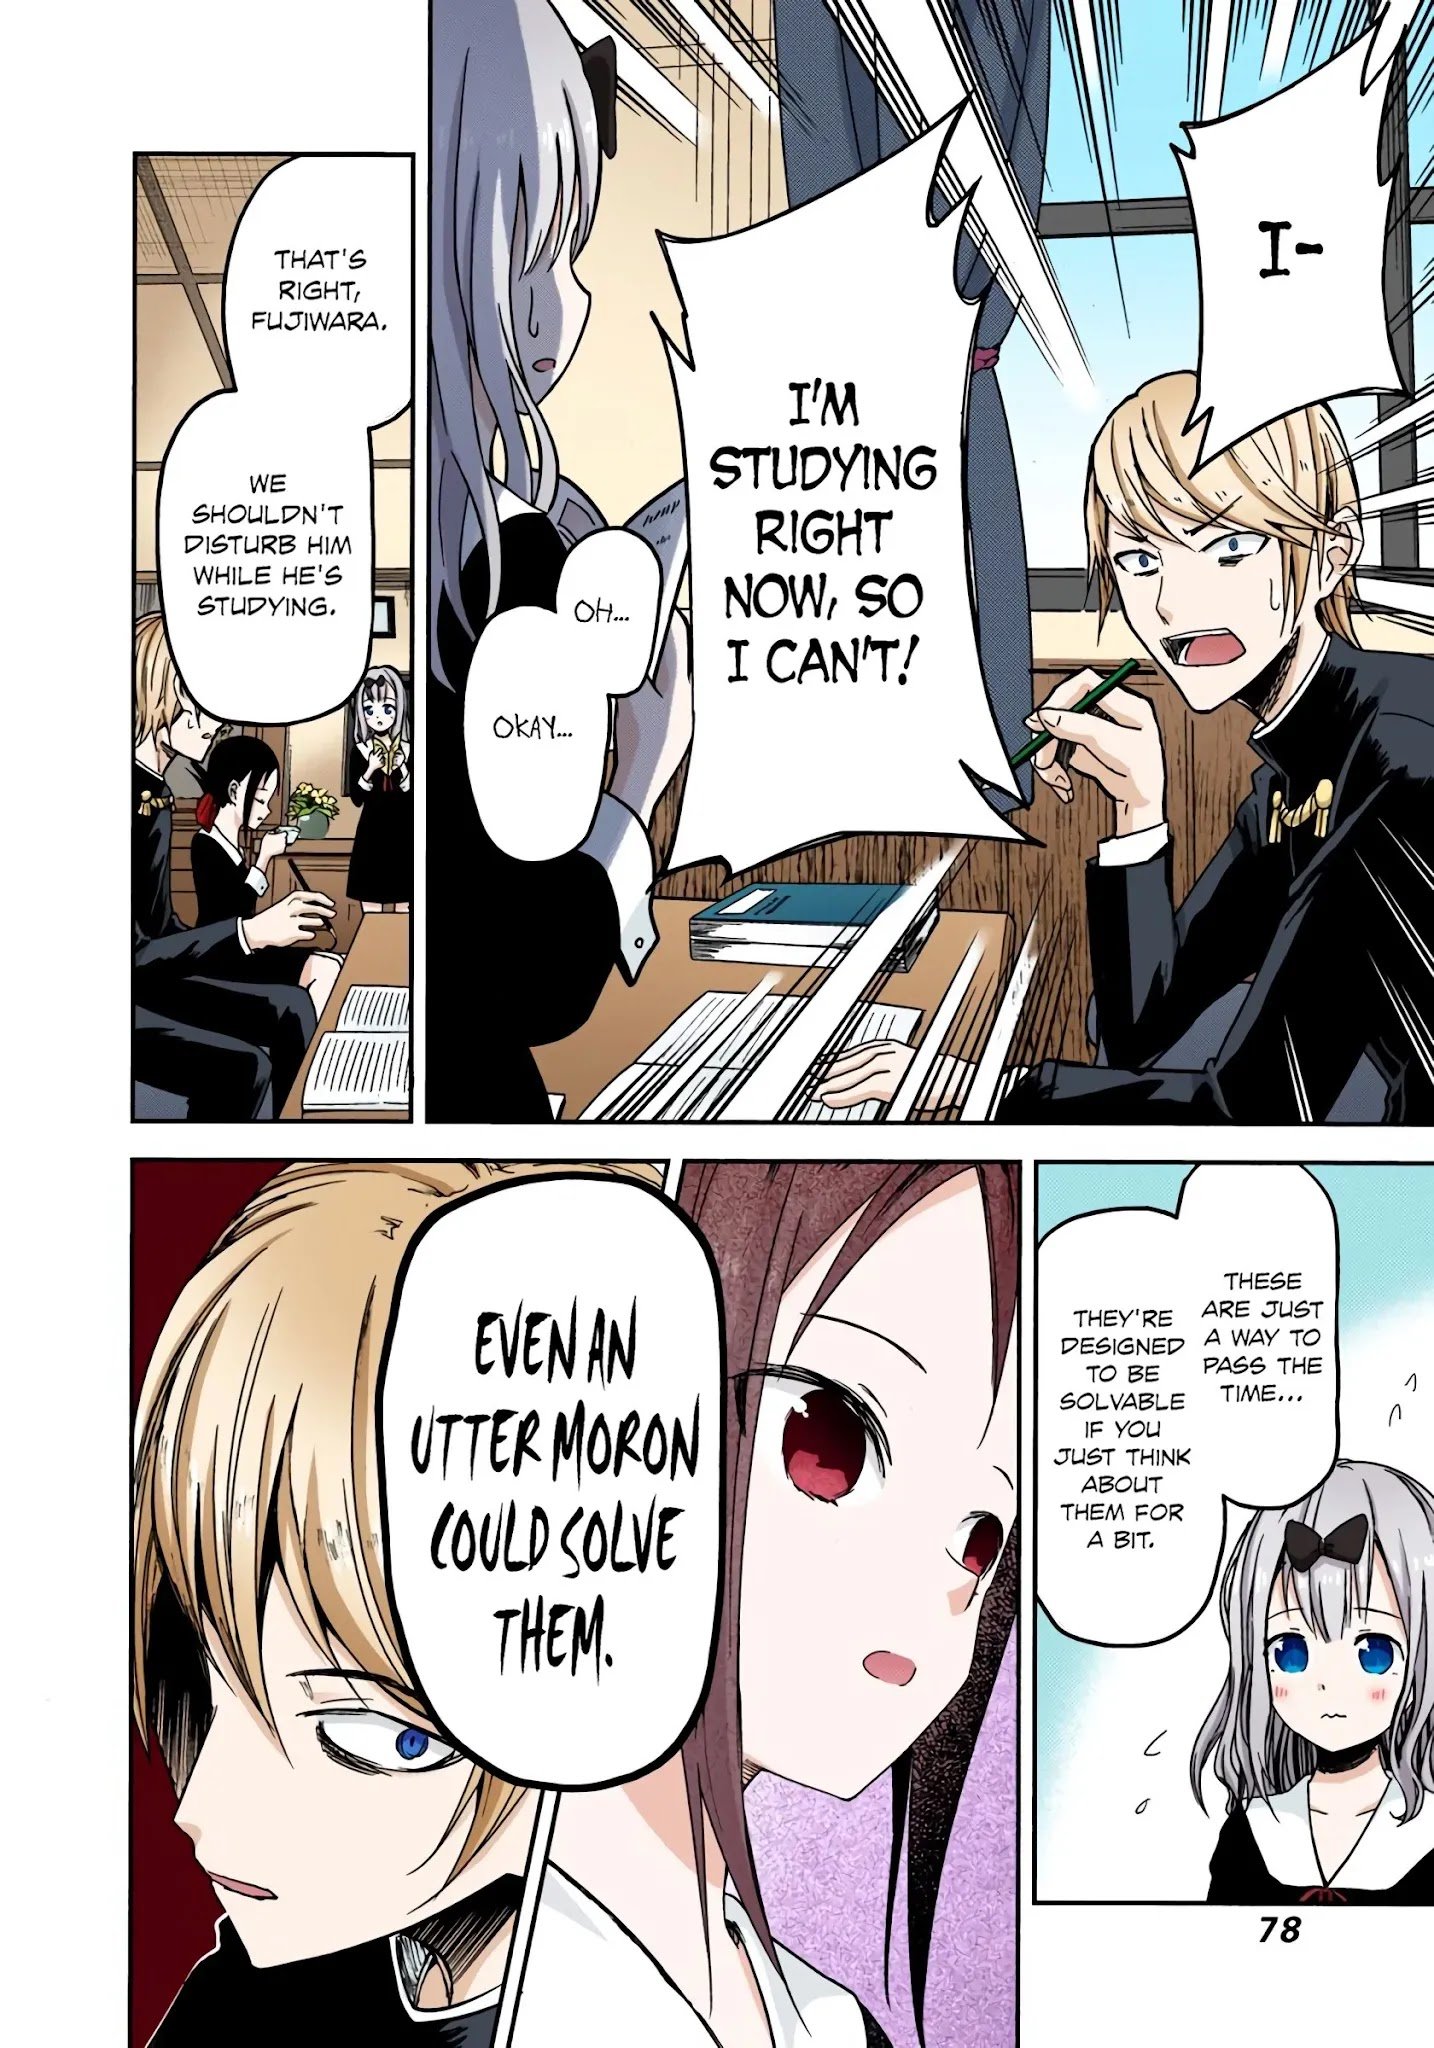 I-
I'M
STUDYING
RIGHT
NOW, SO
I CAN'T!
OH...
OKAY...
THAT'S
RIGHT,
FUJIWARA.
WE
SHOULDN'T
DISTURB HIM
WHILE HE'S
STUDYING.
THESE
ARE JUST
A WAY TO
PASS THE
TIME...
THEY'RE
DESIGNED
TO BE
SOLVABLE
IF YOU
JUST THINK
ABOUT
THEM FOR
A BIT.
EVEN AN
UTTER MORON
COULD SOLVE
THEM.
78